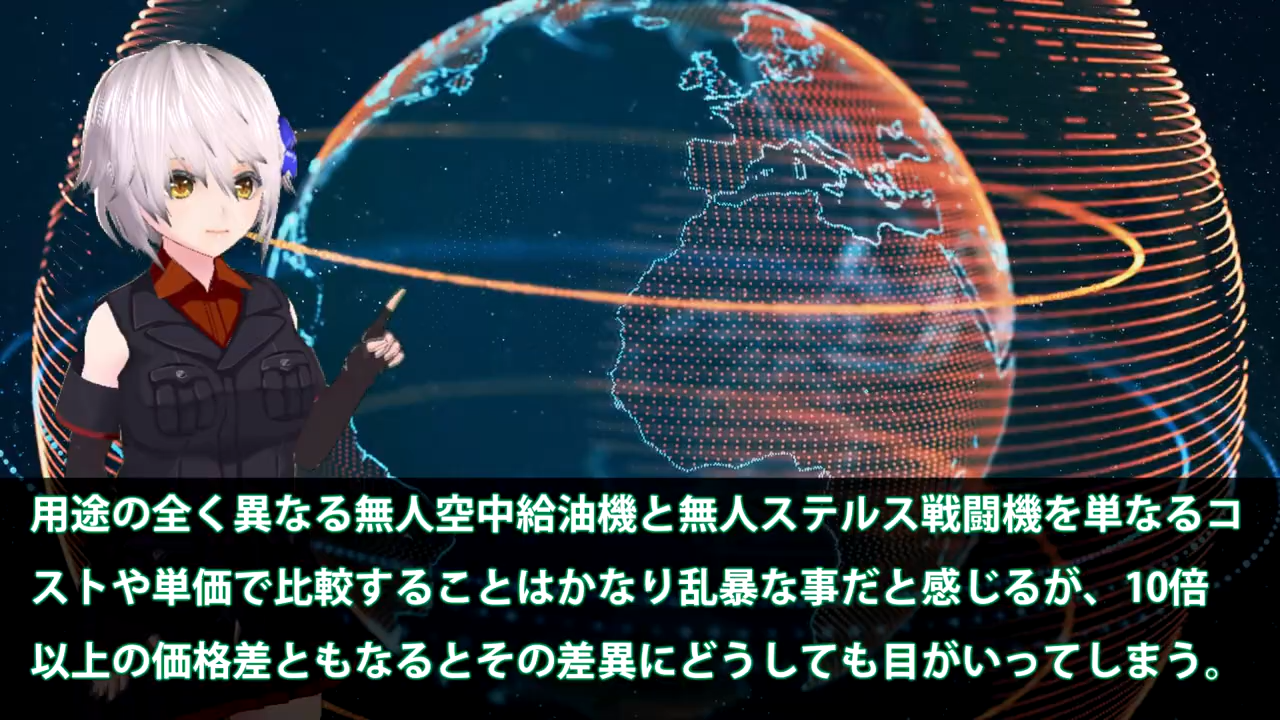 用途の全く異なる無人空中給油機と無人ステルス戦闘機を単なるコ
ストや単価で比較することはかなり乱暴な事だと感じるが、10倍
以上の価格差ともなるとその差異にどうしても目がいってしまう。